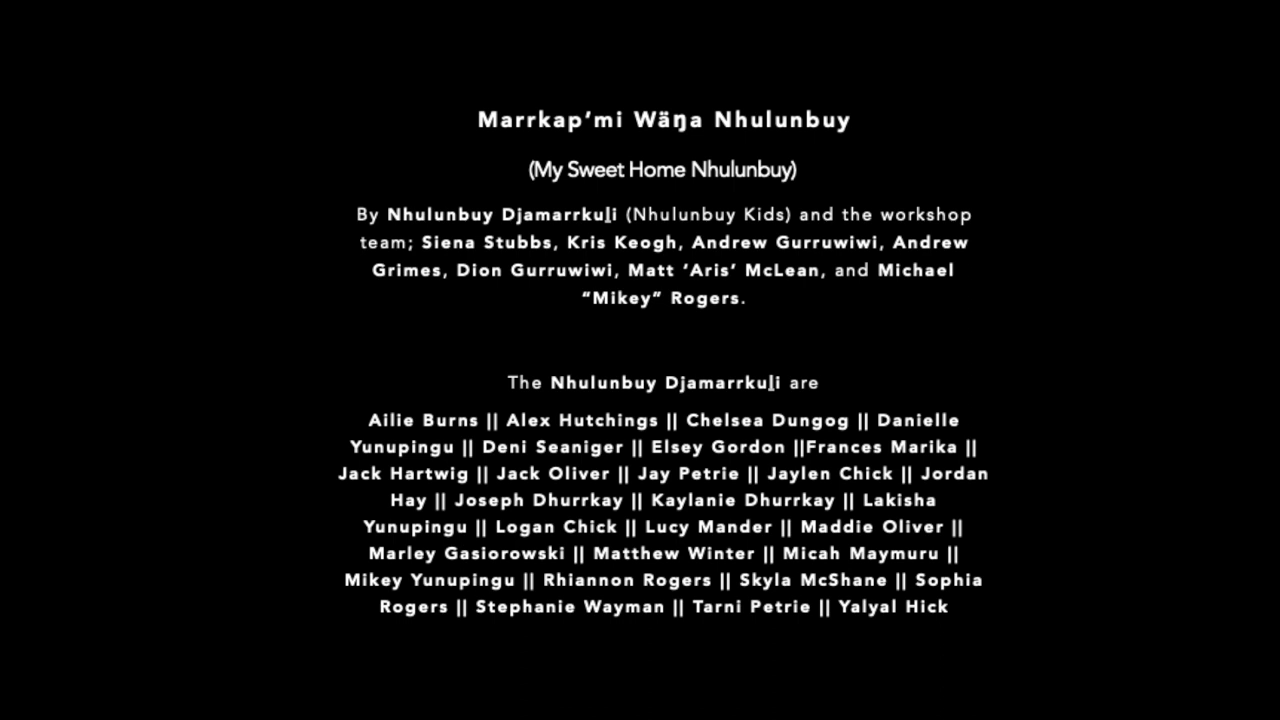 Marrkap’mi Wäŋa Nhulunbuy
(My Sweet Home Nhulunbuy)
By Nhulunbuy Djamarrkuḻi (Nhulunbuy Kids) and the workshop
team; Siena Stubbs, Kris Keogh, Andrew Gurruwiwi, Andrew
Grimes, Dion Gurruwiwi, Matt ‘Aris’ McLean, and Michael
“Mikey” Rogers.
The Nhulunbuy Djamarrkuḻi are
Ailie Burns || Alex Hutchings || Chelsea Dungog || Danielle
Yunupingu || Deni Seaniger || Elsey Gordon ||Frances Marika ||
Jack Hartwig || Jack Oliver || Jay Petrie || Jaylen Chick || Jordan
Hay || Joseph Dhurrkay || Kaylanie Dhurrkay || Lakisha
Yunupingu || Logan Chick || Lucy Mander || Maddie Oliver ||
Marley Gasiorowski || Matthew Winter || Micah Maymuru ||
Mikey Yunupingu || Rhiannon Rogers || Skyla McShane || Sophia
Rogers || Stephanie Wayman || Tarni Petrie || Yalyal Hick